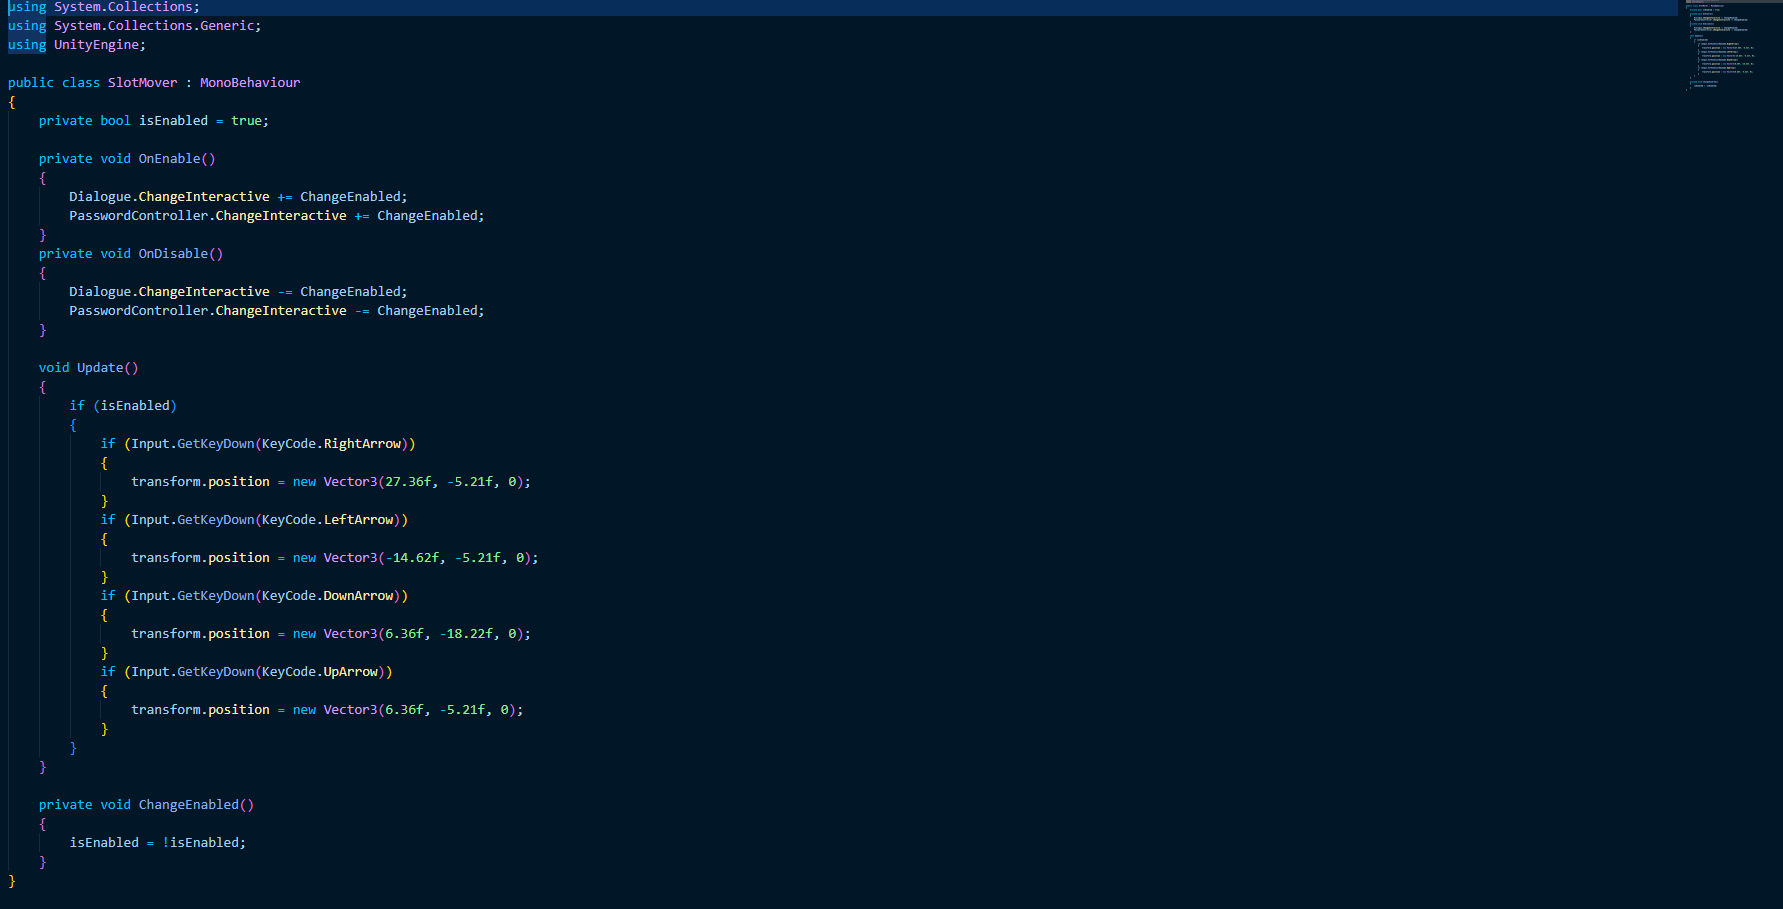 using System.Collections;
using System.Collections.Generic;
using UnityEngine;

public class SlotMover : MonoBehaviour
{
    private bool isEnabled = true;

    private void OnEnable()
    {
        Dialogue.ChangeInteractive += ChangeEnabled;
        PasswordController.ChangeInteractive += ChangeEnabled;
    }
    private void OnDisable()
    {
        Dialogue.ChangeInteractive -= ChangeEnabled;
        PasswordController.ChangeInteractive -= ChangeEnabled;
    }

    void Update()
    {
        if (isEnabled)
        {
            if (Input.GetKeyDown(KeyCode.RightArrow))
            {
                transform.position = new Vector3(27.36f, -5.21f, 0);
            }
            if (Input.GetKeyDown(KeyCode.LeftArrow))
            {
                transform.position = new Vector3(-14.62f, -5.21f, 0);
            }
            if (Input.GetKeyDown(KeyCode.DownArrow))
            {
                transform.position = new Vector3(6.36f, -18.22f, 0);
            }
            if (Input.GetKeyDown(KeyCode.UpArrow))
            {
                transform.position = new Vector3(6.36f, -5.21f, 0);
            }
        }
    }

    private void ChangeEnabled()
    {
        isEnabled = !isEnabled;
    }
}